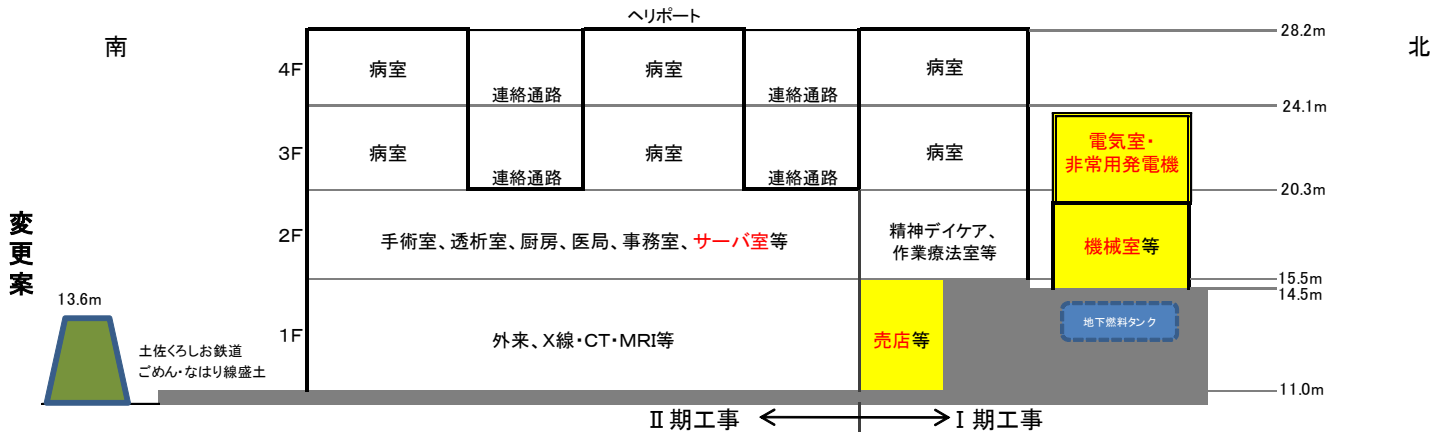 ヘリポート
28.2m
南
北
4F
病室
病室
病室
連絡通路
連絡通路
24.1m
3F
病室
病室
病室
電気室・
非常用発電機
連絡通路
連絡通路
20.3m
変更案
2F
手術室、透析室、厨房、医局、事務室、サーバ室等
精神デイケア、
作業療法室等
機械室等
15.5m
14.5m
13.6m
地下燃料タンク
1F
外来、X線・CT・MRI等
売店等
土佐くろしお鉄道
ごめん・なはり線盛土
11.0m
Ⅱ期工事
Ⅰ期工事